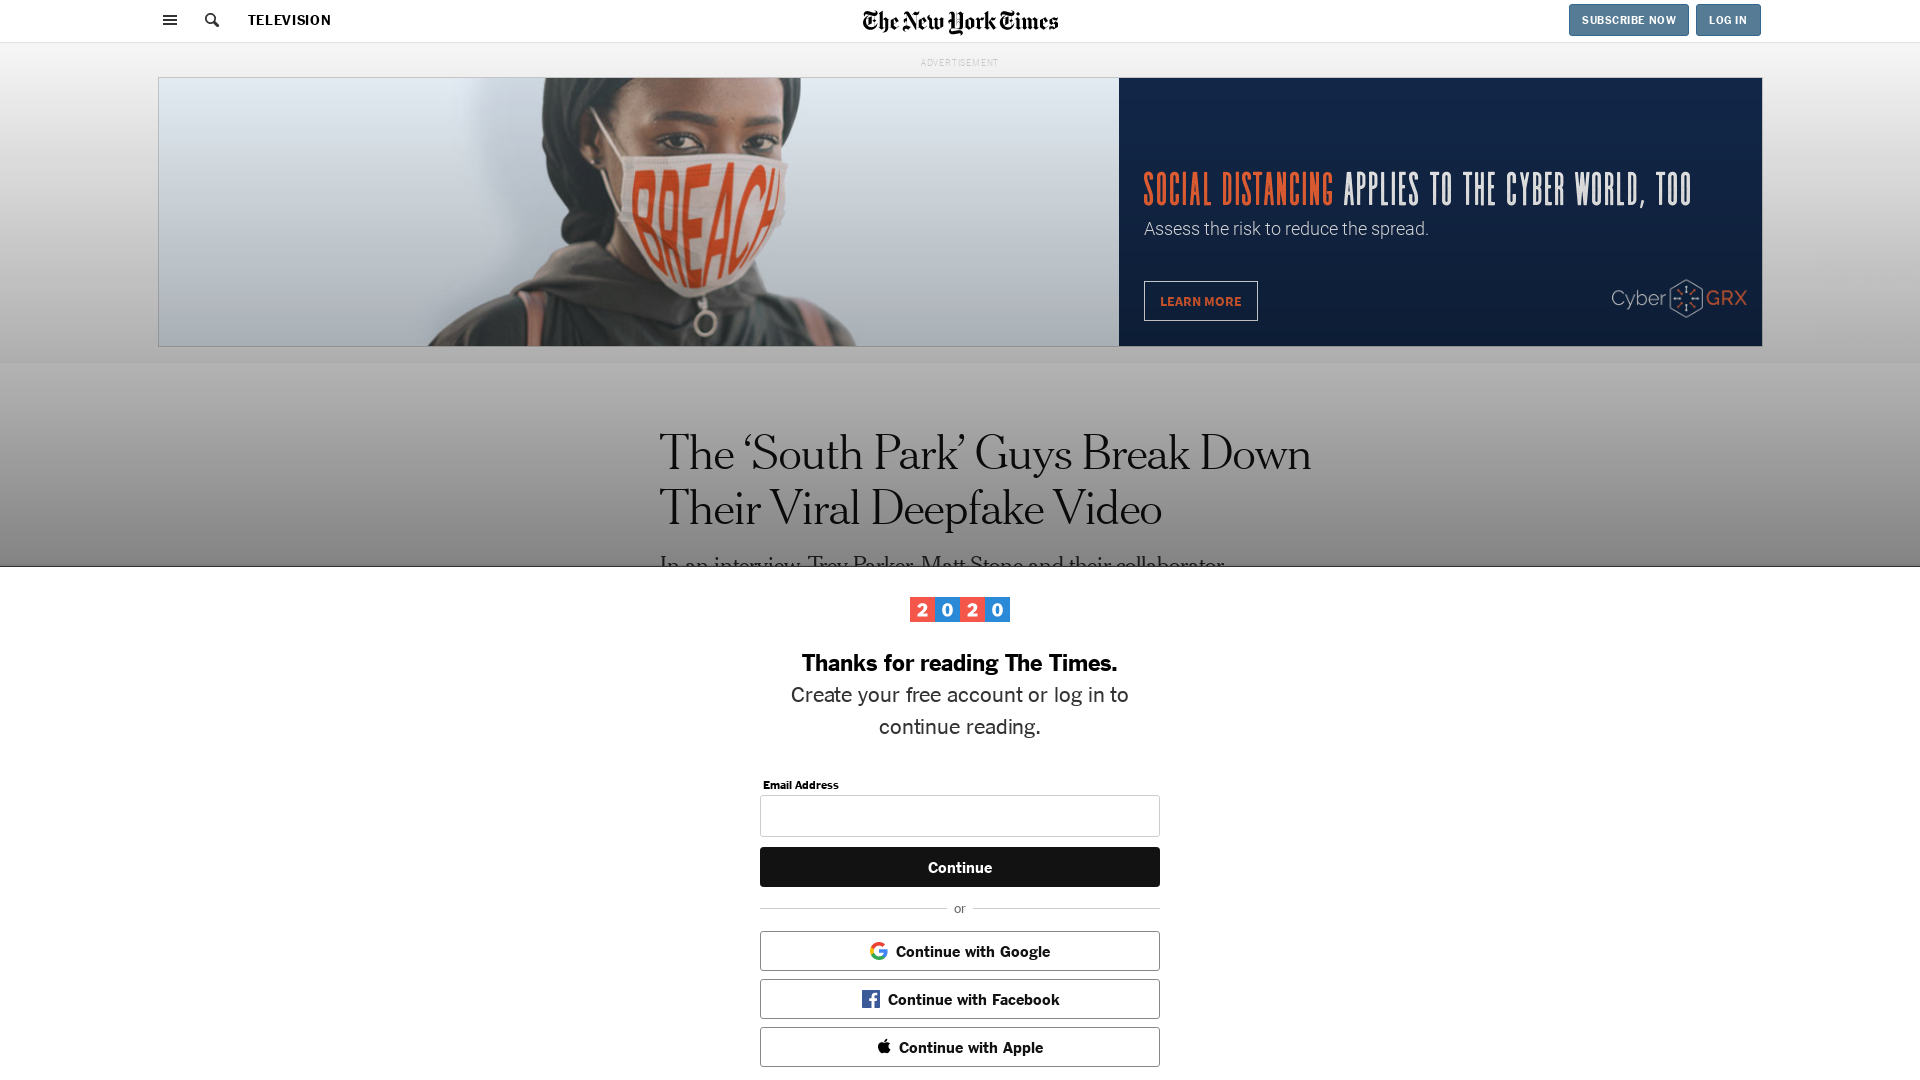 TELEVISION
The New York Times
SUBSCRIBE NOW
LOG IN
ADVERTISEMENT
BREACH
SOCIAL DISTANCING APPLIES TO THE CYBER WORLD, TOO
Assess the risk to reduce the spread.
LEARN MORE
CyberGRX
The ‘South Park’ Guys Break Down
Their Viral Deepfake Video
In an interview, Trey Parker, Matt Stone and their collaborator
2020
Thanks for reading The Times.
Create your free account or log in to
continue reading.
Email Address
Continue
or
Continue with Google
Continue with Facebook
Continue with Apple